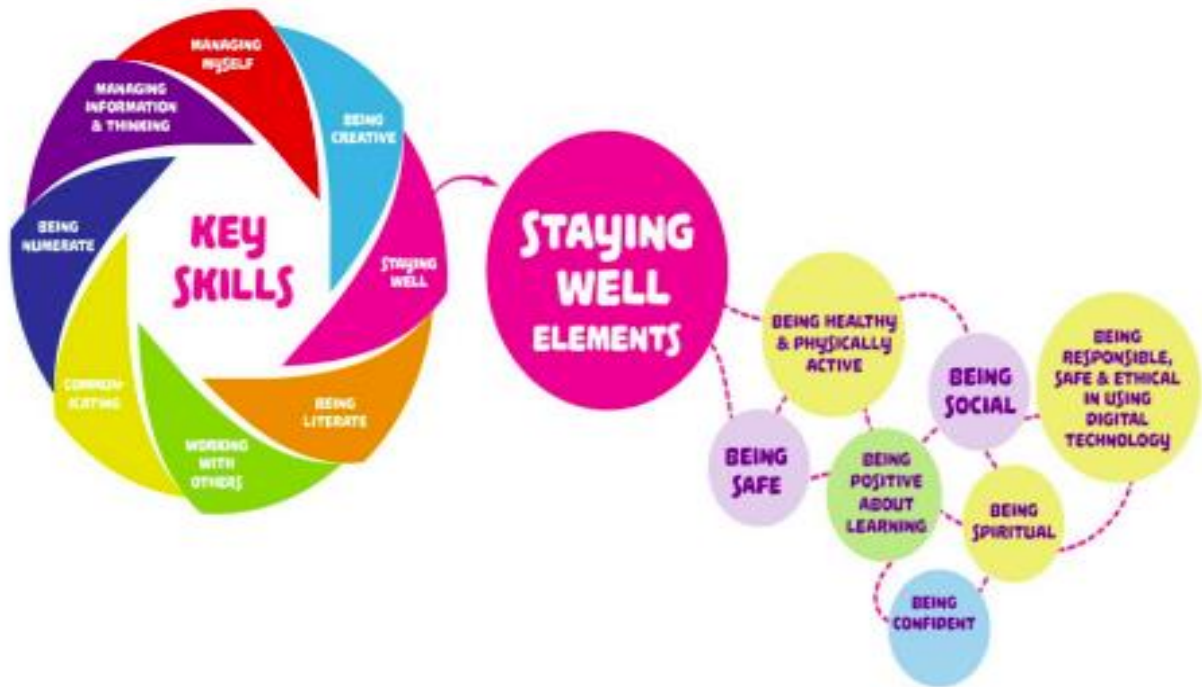 MANAGING
MYSELF
BEING
CREATIVE
STAYING
WELL
BEING
LITERATE
WORKING
WITH
OTHERS
COMMUN-
ICATING
BEING
NUMERATE
MANAGING
INFORMATION
& THINKING
KEY
SKILLS
STAYING
WELL
ELEMENTS
BEING HEALTHY
& PHYSICALLY
ACTIVE
BEING
SAFE
BEING
POSITIVE
ABOUT
LEARNING
BEING
SOCIAL
BEING
RESPONSIBLE,
SAFE & ETHICAL
IN USING
DIGITAL
TECHNOLOGY
BEING
SPIRITUAL
BEING
CONFIDENT